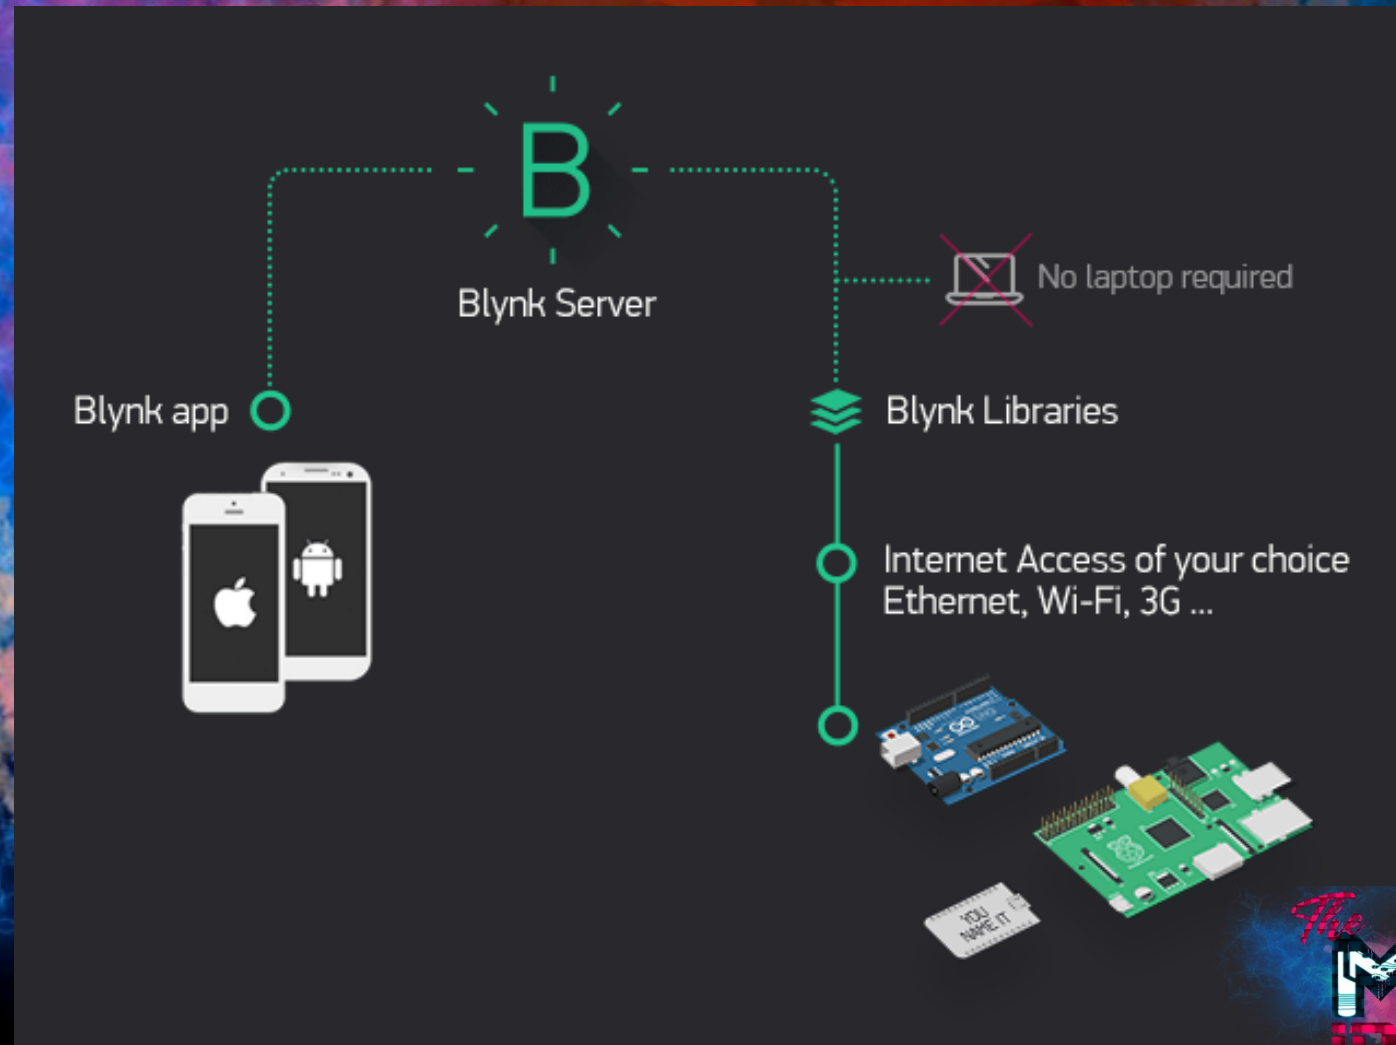 B
Blynk Server
No laptop required
Blynk app
Blynk Libraries
Internet Access of your choice
Ethernet, Wi-Fi, 3G ...
YOU
NAME IT
The